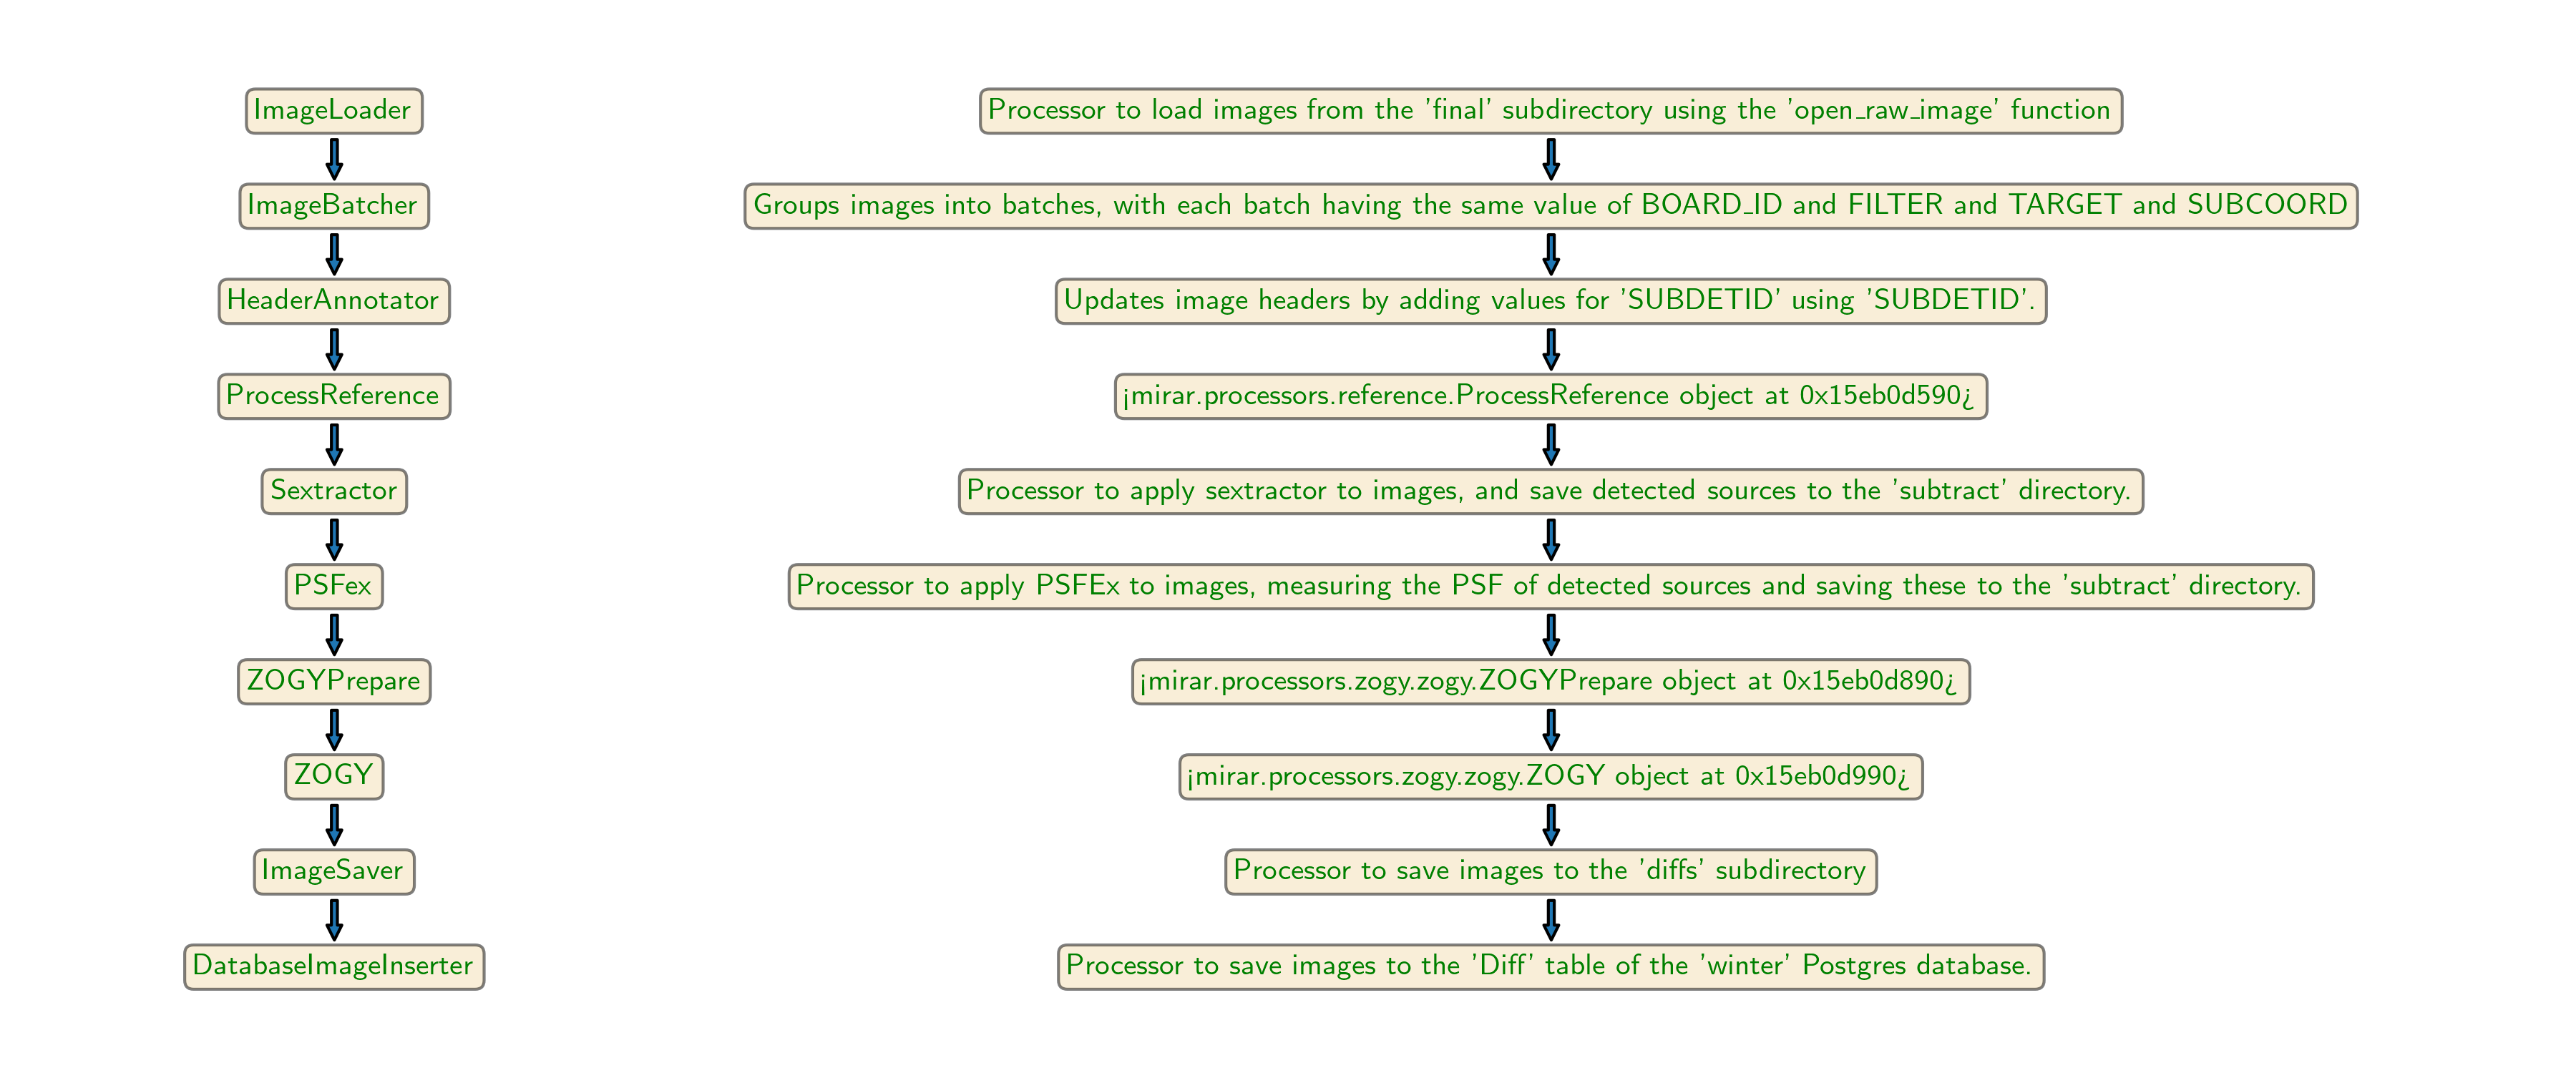 ImageLoader
Processor to load images from the 'final' subdirectory using the 'open_raw_image' function
ImageBatcher
Groups images into batches, with each batch having the same value of BOARD_ID and FILTER and TARGET and SUBCOORD
HeaderAnnotator
Updates image headers by adding values for 'SUBDETID' using 'SUBDETID'.
ProcessReference
‹mirar.processors.reference.ProcessReference object at 0x15eb0d590›
Sextractor
Processor to apply sextractor to images, and save detected sources to the 'subtract' directory.
PSFex
Processor to apply PSFEx to images, measuring the PSF of detected sources and saving these to the 'subtract' directory.
ZOGYPrepare
‹mirar.processors.zogy.zogy.ZOGYPrepare object at 0x15eb0d890›
ZOGY
‹mirar.processors.zogy.zogy.ZOGY object at 0x15eb0d990›
ImageSaver
Processor to save images to the 'diffs' subdirectory
DatabaseImageInserter
Processor to save images to the 'Diff' table of the 'winter' Postgres database.